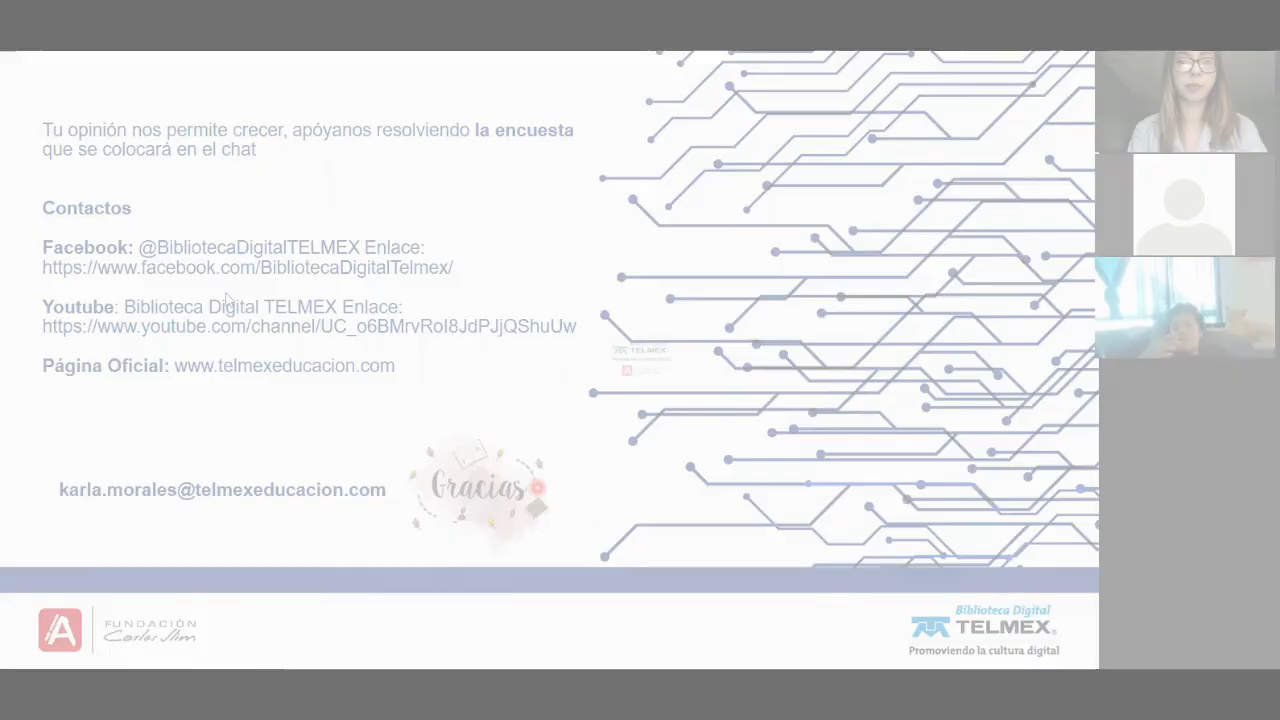 Tu opinión nos permite crecer, apóyanos resolviendo la encuesta
que se colocará en el chat
Contactos
Facebook: @BibliotecaDigitalTELMEX Enlace:
https://www.facebook.com/BibliotecaDigitalTelmex/
Youtube: Biblioteca Digital TELMEX Enlace:
https://www.youtube.com/channel/UC_o6BMrvRoI8JdPJjQShuUw
Página Oficial: www.telmexeducacion.com
TELMEX
karla.morales@telmexeducacion.com
Gracias
FUNDACIÓN
Carlos Slim
Biblioteca Digital
TELMEX
Promoviendo la cultura digital